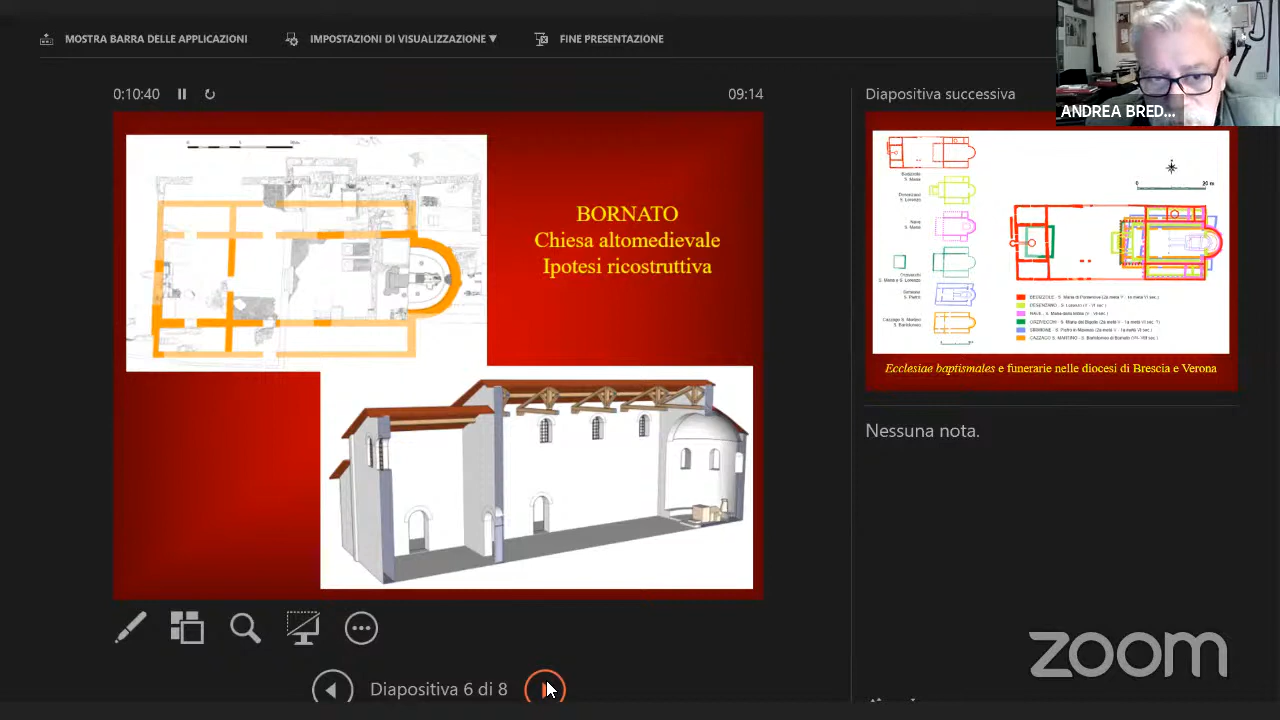 MOSTRA BARRA DELLE APPLICAZIONI
IMPOSTAZIONI DI VISUALIZZAZIONE ▼
FINE PRESENTAZIONE
ANDREA BRED...
0:10:40
09:14
Diapositiva successiva
BORNATO
Chiesa altomedievale
Ipotesi ricostruttiva
0 20 m
Ecclesiae baptismales e funerarie nelle diocesi di Brescia e Verona
Nessuna nota.
Diapositiva 6 di 8
zoom